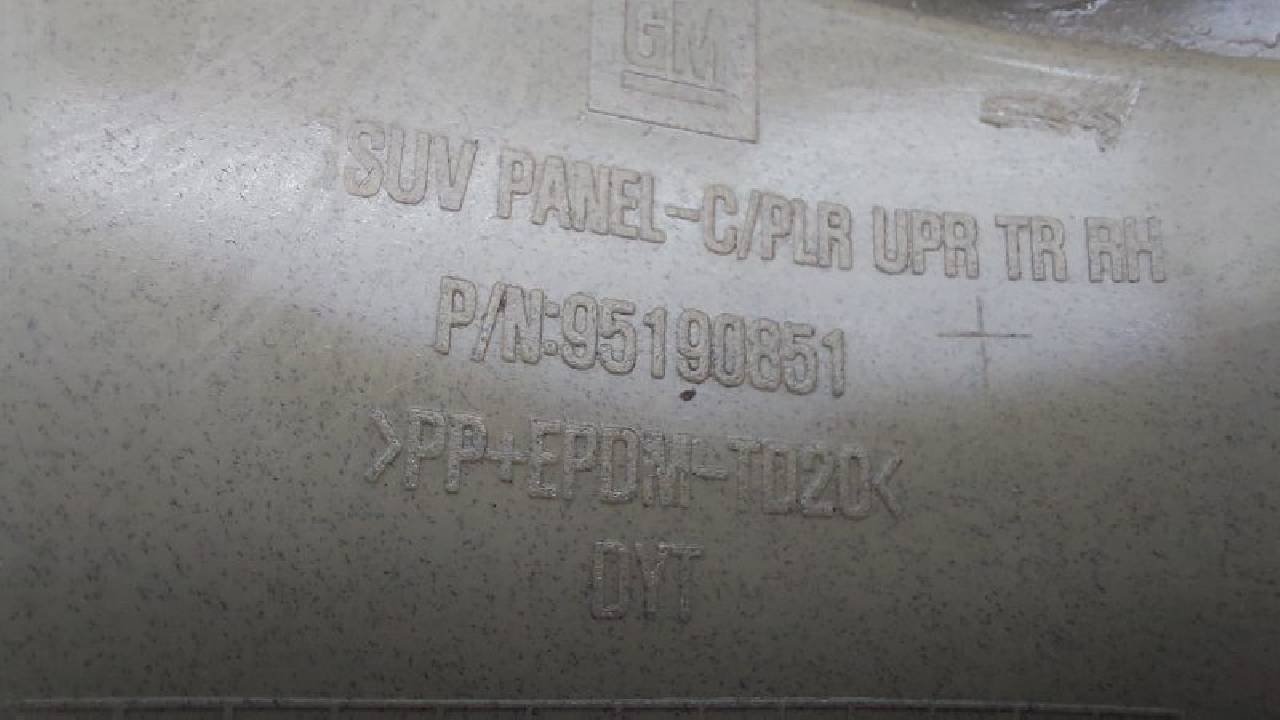 GM
SUV PANEL-C/PLR UPR TR RH
P/N:95190851
>PP+EPDM-TD20<
DYT